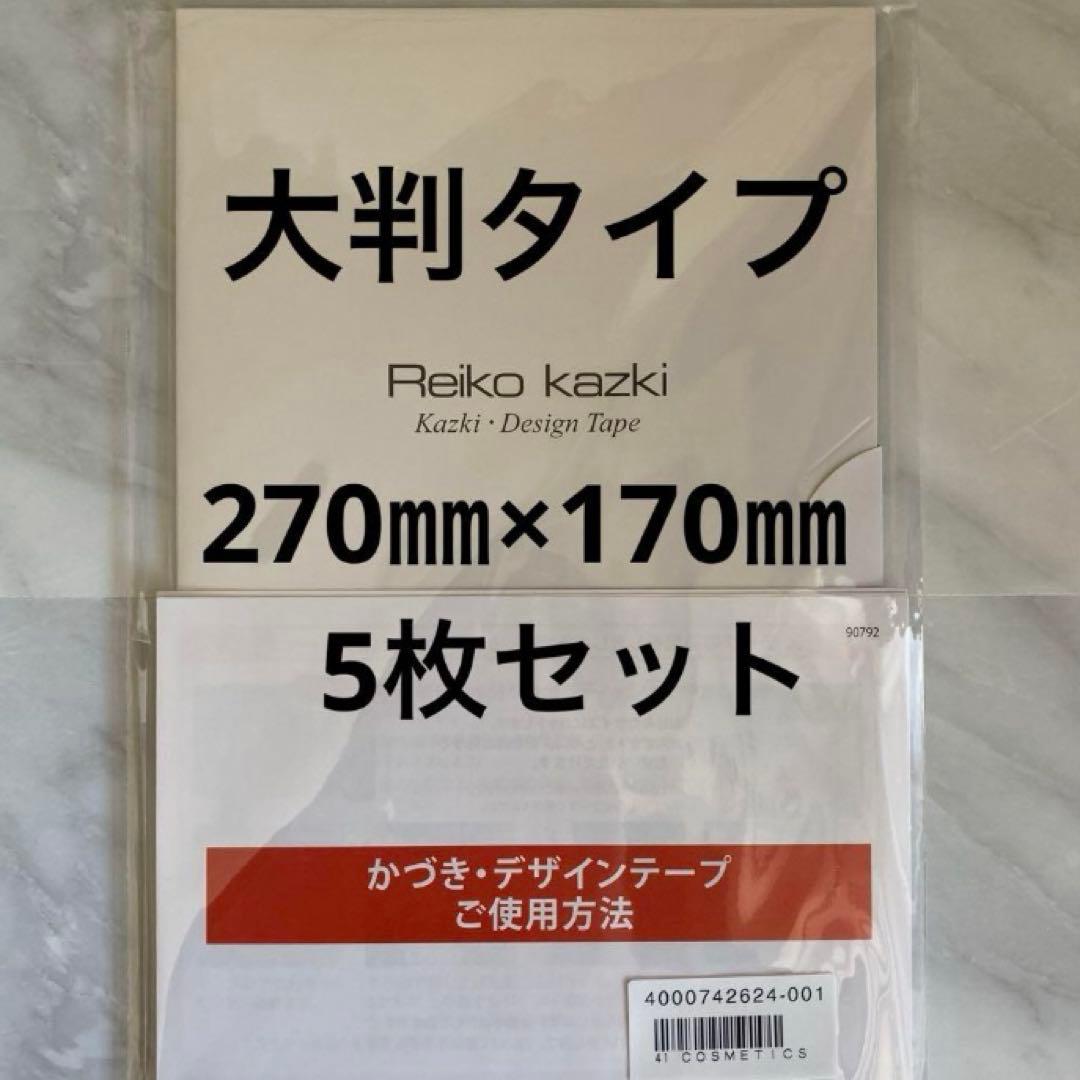 大判タイプ
Reiko kazki
Kazki・Design Tape
270㎜×170㎜
5枚セット
90792
かづき・デザインテープ
ご使用方法
4000742624-001
41 COSMETICS